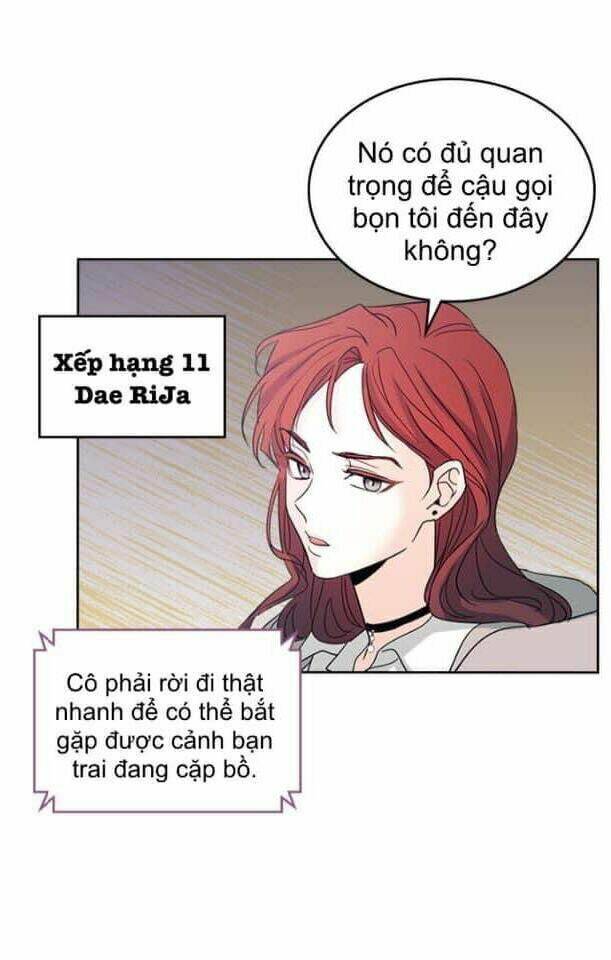 Nó có đủ quan
trọng để cậu gọi
bọn tôi đến đây
không?
Xếp hạng 11
Dae RiJa
Cô phải rời đi thật
nhanh để có thể bắt
gặp được cảnh bạn
trai đang cặp bồ.